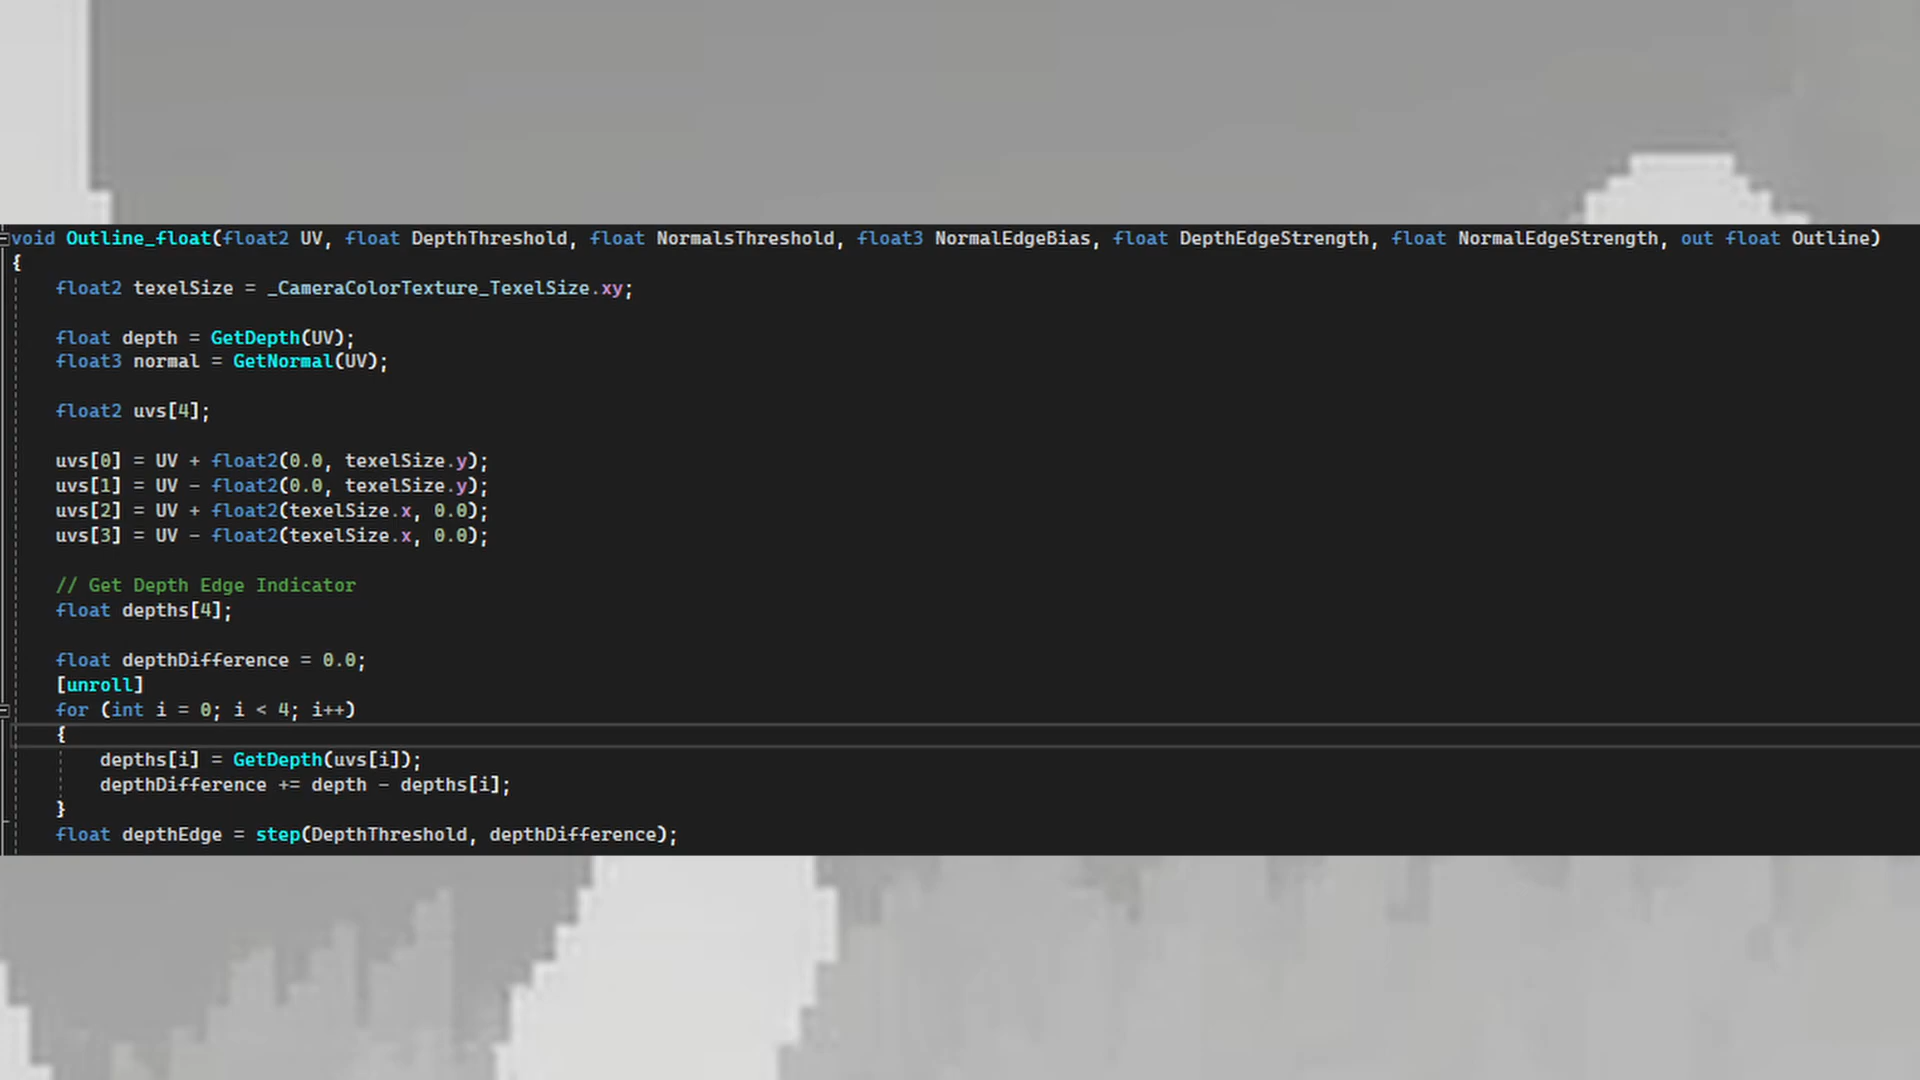 void Outline_float(float2 UV, float DepthThreshold, float NormalsThreshold, float3 NormalEdgeBias, float DepthEdgeStrength, float NormalEdgeStrength, out float Outline)
{
float2 texelSize = _CameraColorTexture_TexelSize.xy;
float depth = GetDepth(UV);
float3 normal = GetNormal(UV);
float2 uvs[4];
uvs[0] = UV + float2(0.0, texelSize.y);
uvs[1] = UV - float2(0.0, texelSize.y);
uvs[2] = UV + float2(texelSize.x, 0.0);
uvs[3] = UV - float2(texelSize.x, 0.0);
// Get Depth Edge Indicator
float depths[4];
float depthDifference = 0.0;
[unroll]
for (int i = 0; i < 4; i++)
{
depths[i] = GetDepth(uvs[i]);
depthDifference += depth - depths[i];
}
float depthEdge = step(DepthThreshold, depthDifference);